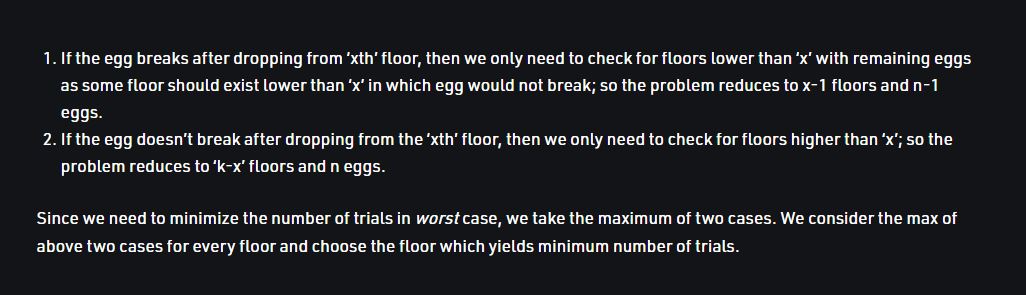 1. If the egg breaks after dropping from ‘xth’ floor, then we only need to check for floors lower than ‘x’ with remaining eggs
as some floor should exist lower than ‘x’ in which egg would not break; so the problem reduces to x-1 floors and n-1
eggs.
2. If the egg doesn’t break after dropping from the ‘xth’ floor, then we only need to check for floors higher than ‘x’; so the
problem reduces to ‘k-x’ floors and n eggs.
Since we need to minimize the number of trials in worst case, we take the maximum of two cases. We consider the max of
above two cases for every floor and choose the floor which yields minimum number of trials.